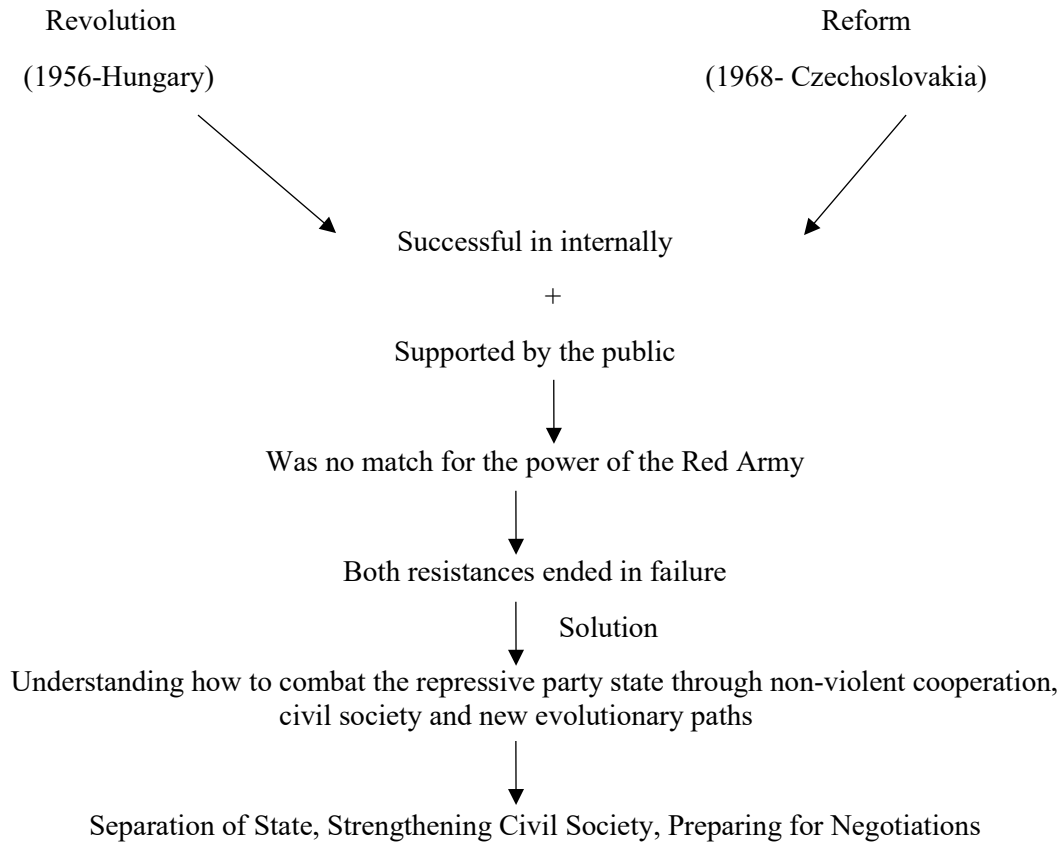 Revolution
Reform
(1956-Hungary)
(1968- Czechoslovakia)
Successful in internally
+
Supported by the public
Was no match for the power of the Red Army
Both resistances ended in failure
Solution
Understanding how to combat the repressive party state through non-violent cooperation,
civil society and new evolutionary paths
Separation of State, Strengthening Civil Society, Preparing for Negotiations